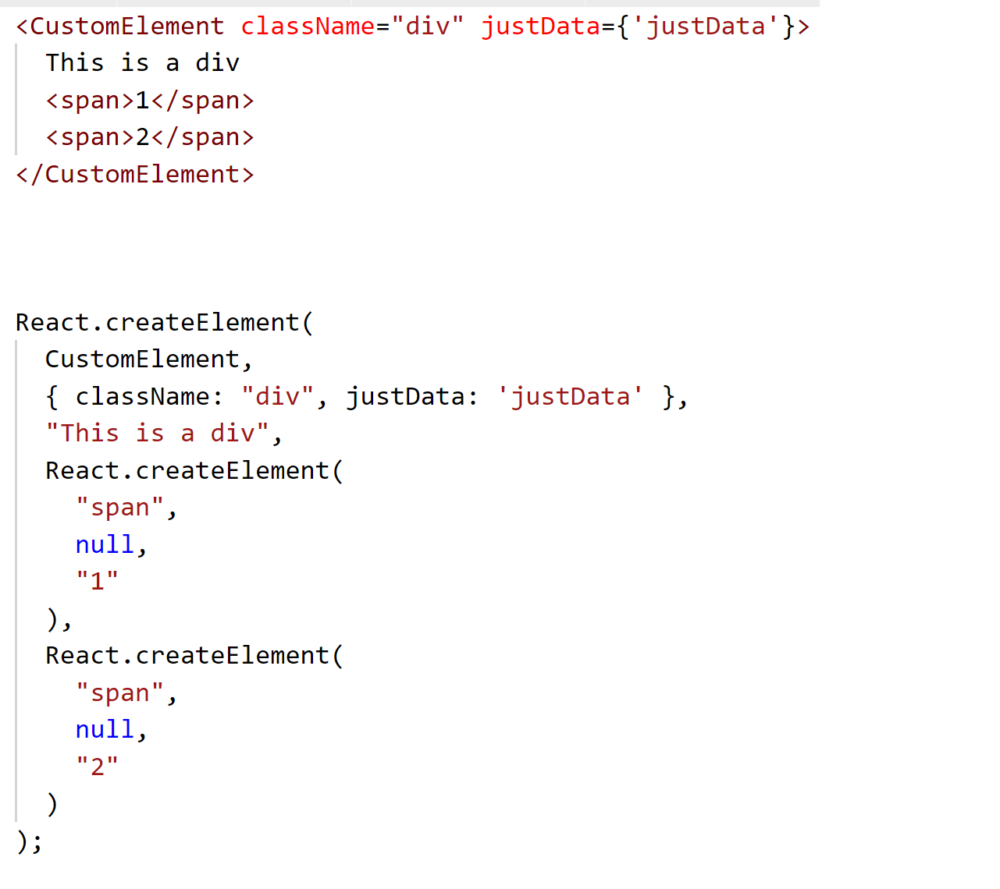 <CustomElement className="div" justData={'justData'}>
  This is a div
  <span>1</span>
  <span>2</span>
</CustomElement>
React.createElement(
  CustomElement,
  { className: "div", justData: 'justData' },
  "This is a div",
  React.createElement(
    "span",
    null,
    "1"
  ),
  React.createElement(
    "span",
    null,
    "2"
  )
);